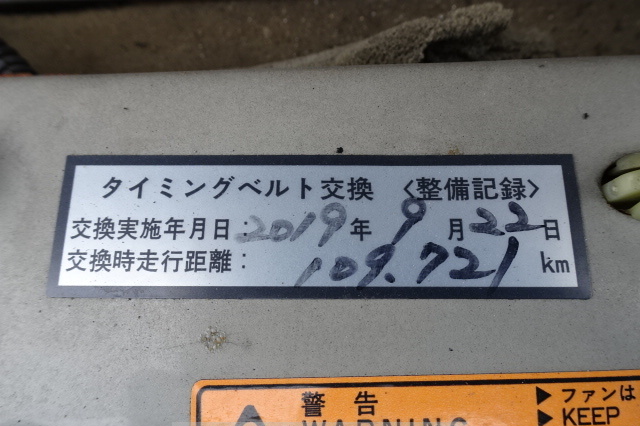 タイミングベルト交換 〈整備記録〉
交換実施年月日：2019年9月22日
交換時走行距離：109.721km
警告
WARNING
▶ファンは
▶KEEP